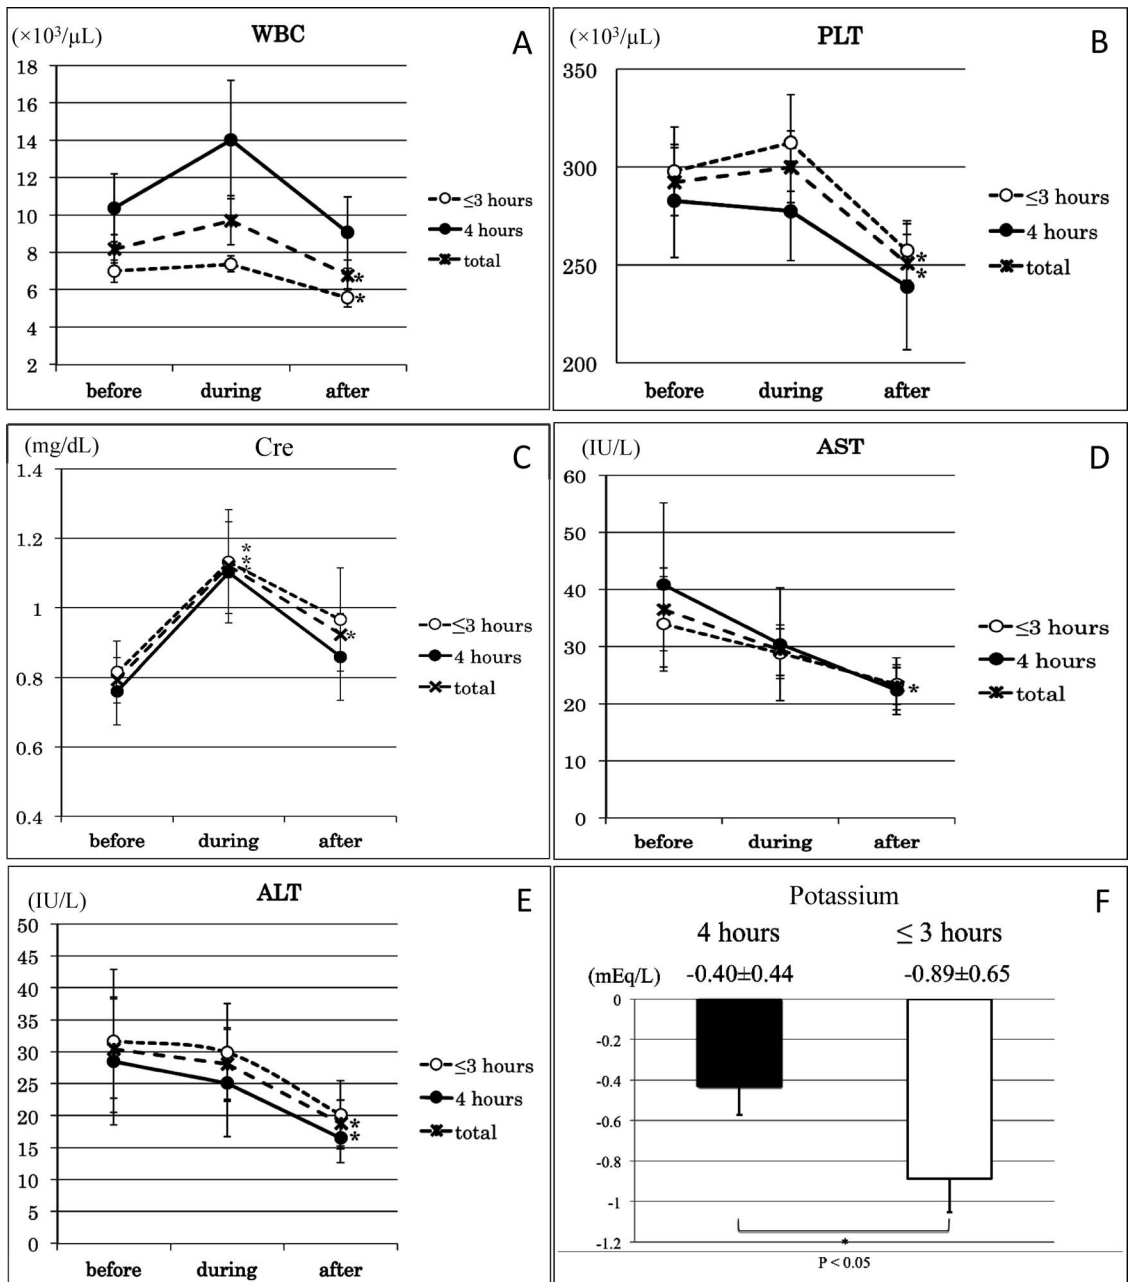 WBC
A
(×10³/μL)
18
16
14
12
10
8
6
4
2
before during after
≤3 hours
4 hours
total
*
*
PLT
B
(×10³/μL)
350
300
250
200
before during after
≤3 hours
4 hours
total
*
*
Cre
C
(mg/dL)
1.4
1.2
1
0.8
0.6
0.4
before during after
≤3 hours
4 hours
total
*
*
*
*
AST
D
(IU/L)
60
50
40
30
20
10
0
before during after
≤3 hours
4 hours
total
*
ALT
E
(IU/L)
50
45
40
35
30
25
20
15
10
5
0
before during after
≤3 hours
4 hours
total
*
*
Potassium
F
4 hours ≤ 3 hours
(mEq/L) -0.40±0.44 -0.89±0.65
0
-0.2
-0.4
-0.6
-0.8
-1
-1.2
*
P < 0.05